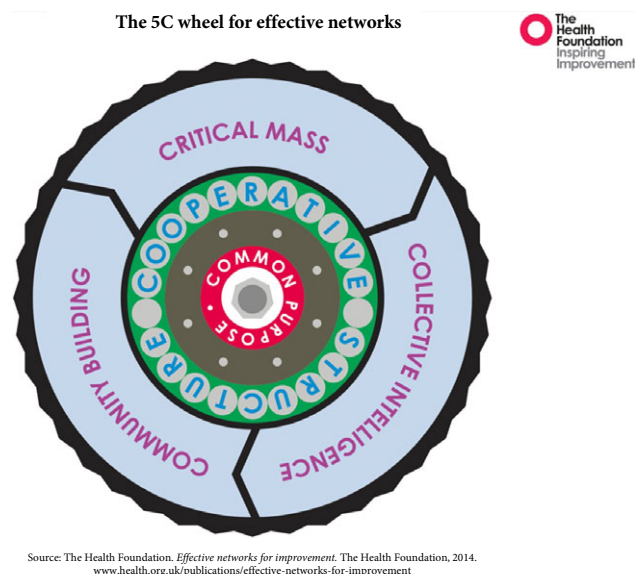 The 5C wheel for effective networks
The
Health
Foundation
Inspiring
Improvement
CRITICAL MASS
COLLECTIVE INTELLIGENCE
COMMUNITY BUILDING
COOPERATIVE STRUCTURE
COMMON PURPOSE •
Source: The Health Foundation. Effective networks for improvement. The Health Foundation, 2014.
www.health.org.uk/publications/effective-networks-for-improvement